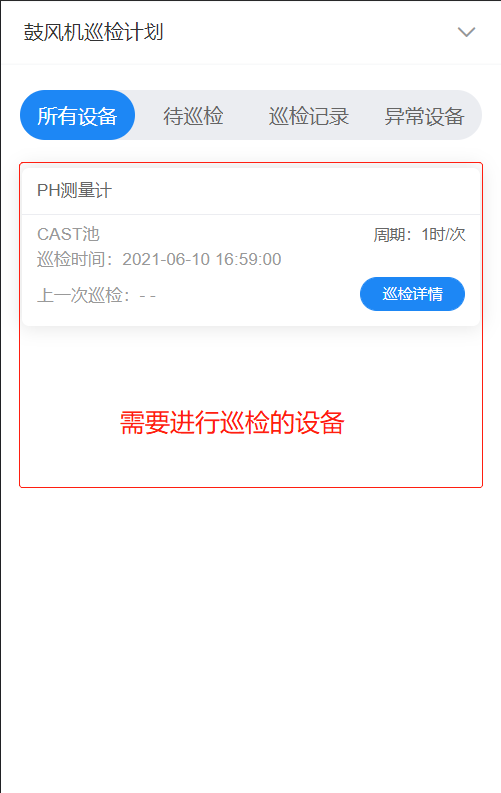 鼓风机巡检计划
所有设备 待巡检 巡检记录 异常设备
PH测量计
CAST池 周期：1时/次
巡检时间：2021-06-10 16:59:00
上一次巡检：- - 巡检详情
需要进行巡检的设备